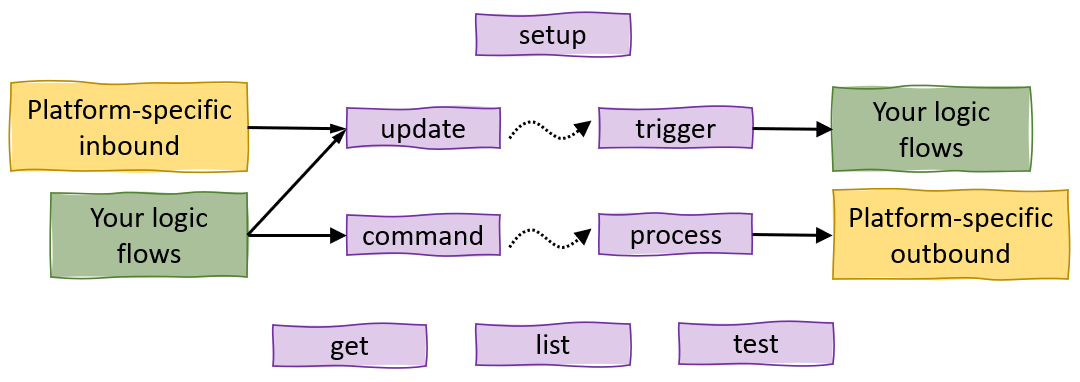 setup
Platform-specific
inbound
update
trigger
Your logic
flows
Your logic
flows
command
process
Platform-specific
outbound
get
list
test